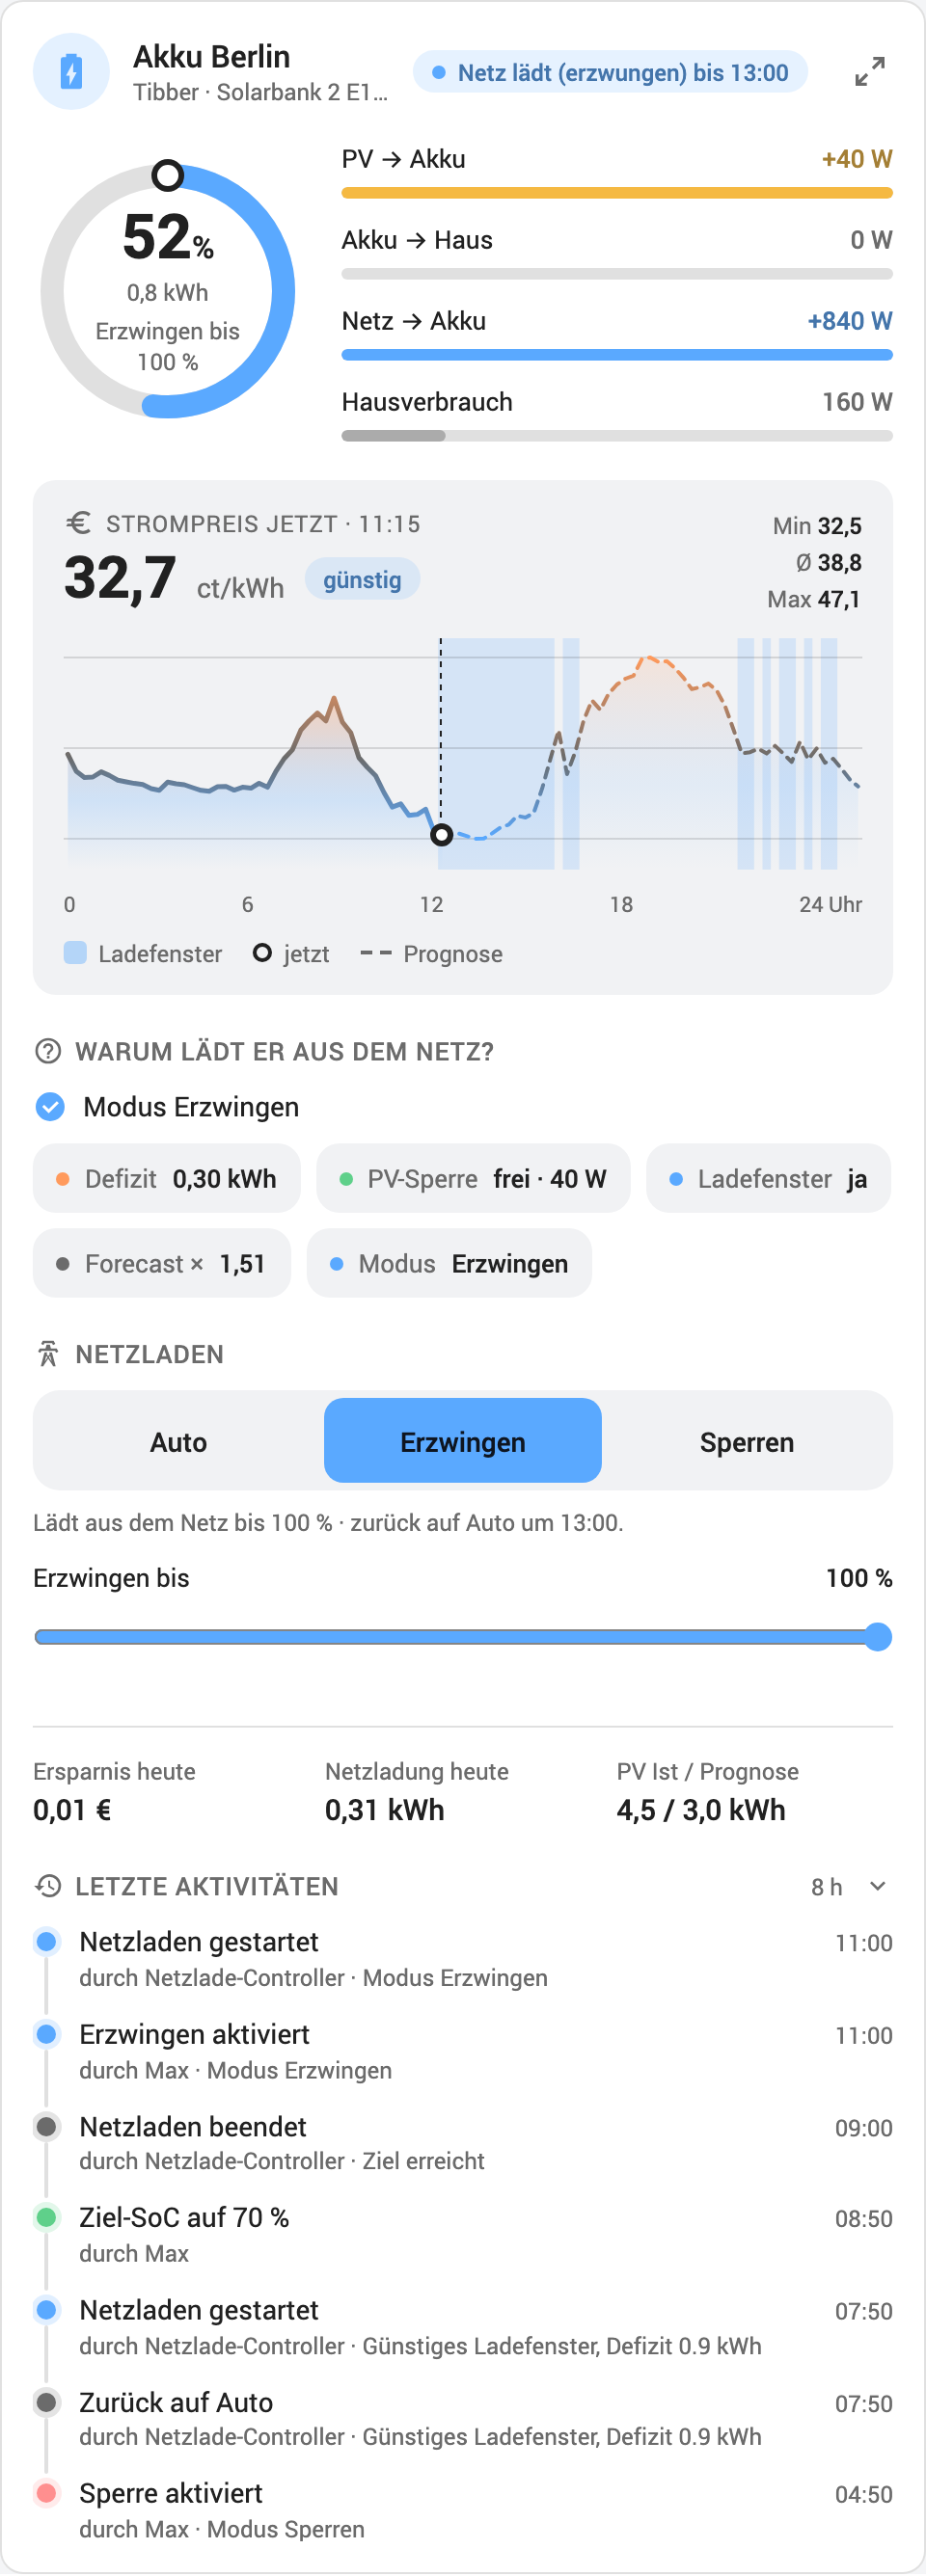 Akku Berlin
Tibber · Solarbank 2 E1...
Netz lädt (erzwungen) bis 13:00
52%
0,8 kWh
Erzwingen bis
100 %
PV → Akku +40 W
Akku → Haus 0 W
Netz → Akku +840 W
Hausverbrauch 160 W
€ STROMPREIS JETZT · 11:15
32,7 ct/kWh günstig
Min 32,5
Ø 38,8
Max 47,1
0 6 12 18 24 Uhr
Ladefenster jetzt Prognose
WARUM LÄDT ER AUS DEM NETZ?
Modus Erzwingen
Defizit 0,30 kWh PV-Sperre frei · 40 W Ladefenster ja
Forecast × 1,51 Modus Erzwingen
NETZLADEN
Auto Erzwingen Sperren
Lädt aus dem Netz bis 100 % · zurück auf Auto um 13:00.
Erzwingen bis 100 %
Ersparnis heute Netzladung heute PV Ist / Prognose
0,01 € 0,31 kWh 4,5 / 3,0 kWh
LETZTE AKTIVITÄTEN 8 h
Netzladen gestartet 11:00
durch Netzlade-Controller · Modus Erzwingen
Erzwingen aktiviert 11:00
durch Max · Modus Erzwingen
Netzladen beendet 09:00
durch Netzlade-Controller · Ziel erreicht
Ziel-SoC auf 70 % 08:50
durch Max
Netzladen gestartet 07:50
durch Netzlade-Controller · Günstiges Ladefenster, Defizit 0.9 kWh
Zurück auf Auto 07:50
durch Netzlade-Controller · Günstiges Ladefenster, Defizit 0.9 kWh
Sperre aktiviert 04:50
durch Max · Modus Sperren